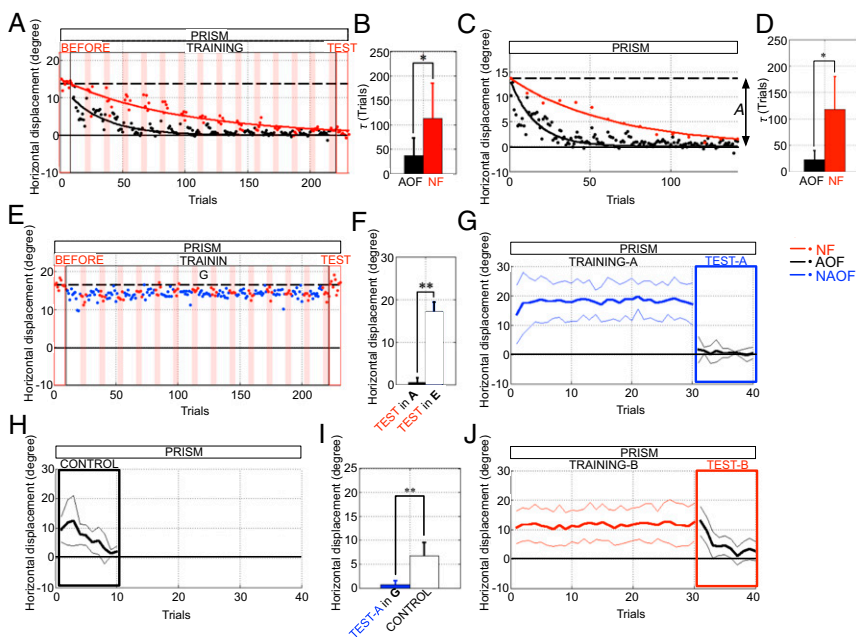 A
PRISM
BEFORE TRAINING TEST
Horizontal displacement (degree)
20
10
0
-10
0 50 100 150 200
Trials
B
*
τ (Trials)
250
200
150
100
50
0
AOF NF
C
PRISM
Horizontal displacement (degree)
15
10
5
0
-5
0 50 100
Trials
A
D
*
τ (Trials)
250
200
150
100
50
0
AOF NF
E
PRISM
BEFORE TRAININ
G
TEST
Horizontal displacement (degree)
20
10
0
-10
0 50 100 150 200
Trials
F
**
Horizontal displacement (degree)
30
20
10
0
TEST in A
TEST in E
G
PRISM
TRAINING-A TEST-A
Horizontal displacement (degree)
30
20
10
0
-10
0 10 20 30 40
Trials
NF
AOF
NAOF
H
PRISM
CONTROL
Horizontal displacement (degree)
30
20
10
0
-10
0 10 20 30 40
Trials
I
**
Horizontal displacement (degree)
25
20
15
10
5
0
TEST-A in G
CONTROL
J
PRISM
TRAINING-B TEST-B
Horizontal displacement (degree)
30
20
10
0
-10
0 10 20 30 40
Trials